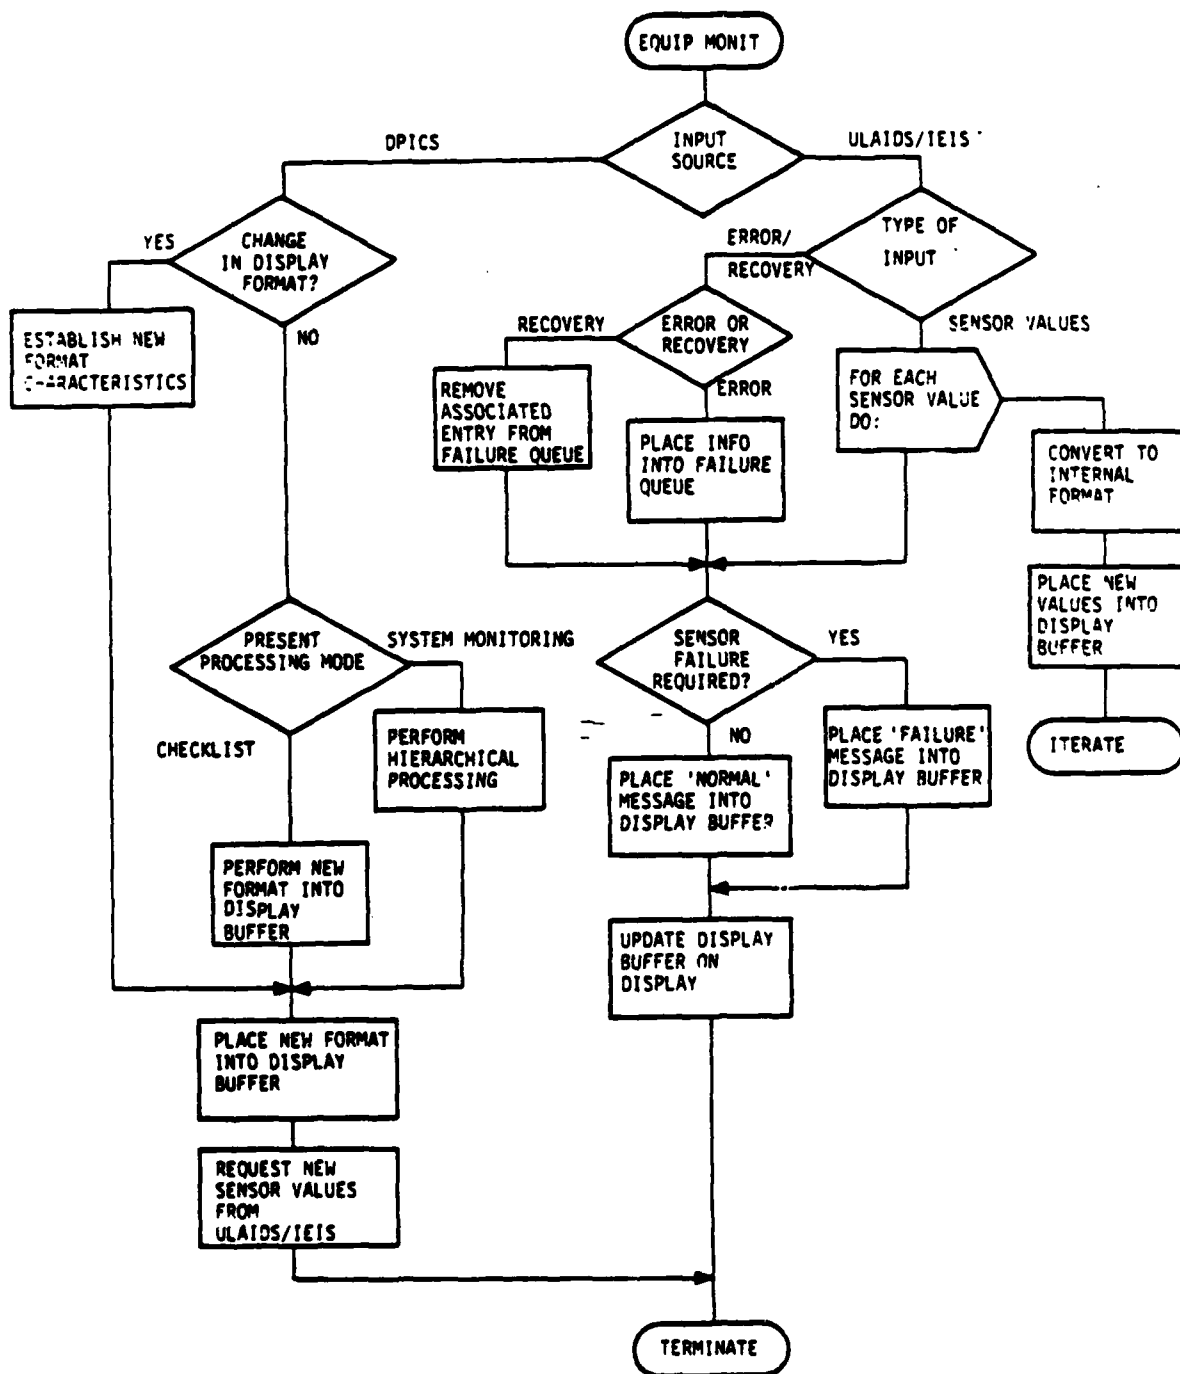 EQUIP MONIT
INPUT
SOURCE
DPICS
ULAIDS/IEIS
CHANGE
IN DISPLAY
FORMAT?
YES
NO
TYPE OF
INPUT
ERROR/
RECOVERY
SENSOR VALUES
ESTABLISH NEW
FORMAT
CHARACTERISTICS
ERROR OR
RECOVERY
RECOVERY
ERROR
REMOVE
ASSOCIATED
ENTRY FROM
FAILURE QUEUE
PLACE INFO
INTO FAILURE
QUEUE
FOR EACH
SENSOR VALUE
DO:
CONVERT TO
INTERNAL
FORMAT
PLACE NEW
VALUES INTO
DISPLAY
BUFFER
ITERATE
PRESENT
PROCESSING MODE
SYSTEM MONITORING
CHECKLIST
PERFORM
HIERARCHICAL
PROCESSING
SENSOR
FAILURE
REQUIRED?
YES
NO
PLACE 'FAILURE'
MESSAGE INTO
DISPLAY BUFFER
PLACE 'NORMAL'
MESSAGE INTO
DISPLAY BUFFER
PERFORM NEW
FORMAT INTO
DISPLAY
BUFFER
UPDATE DISPLAY
BUFFER ON
DISPLAY
PLACE NEW FORMAT
INTO DISPLAY
BUFFER
REQUEST NEW
SENSOR VALUES
FROM
ULAIDS/IEIS
TERMINATE